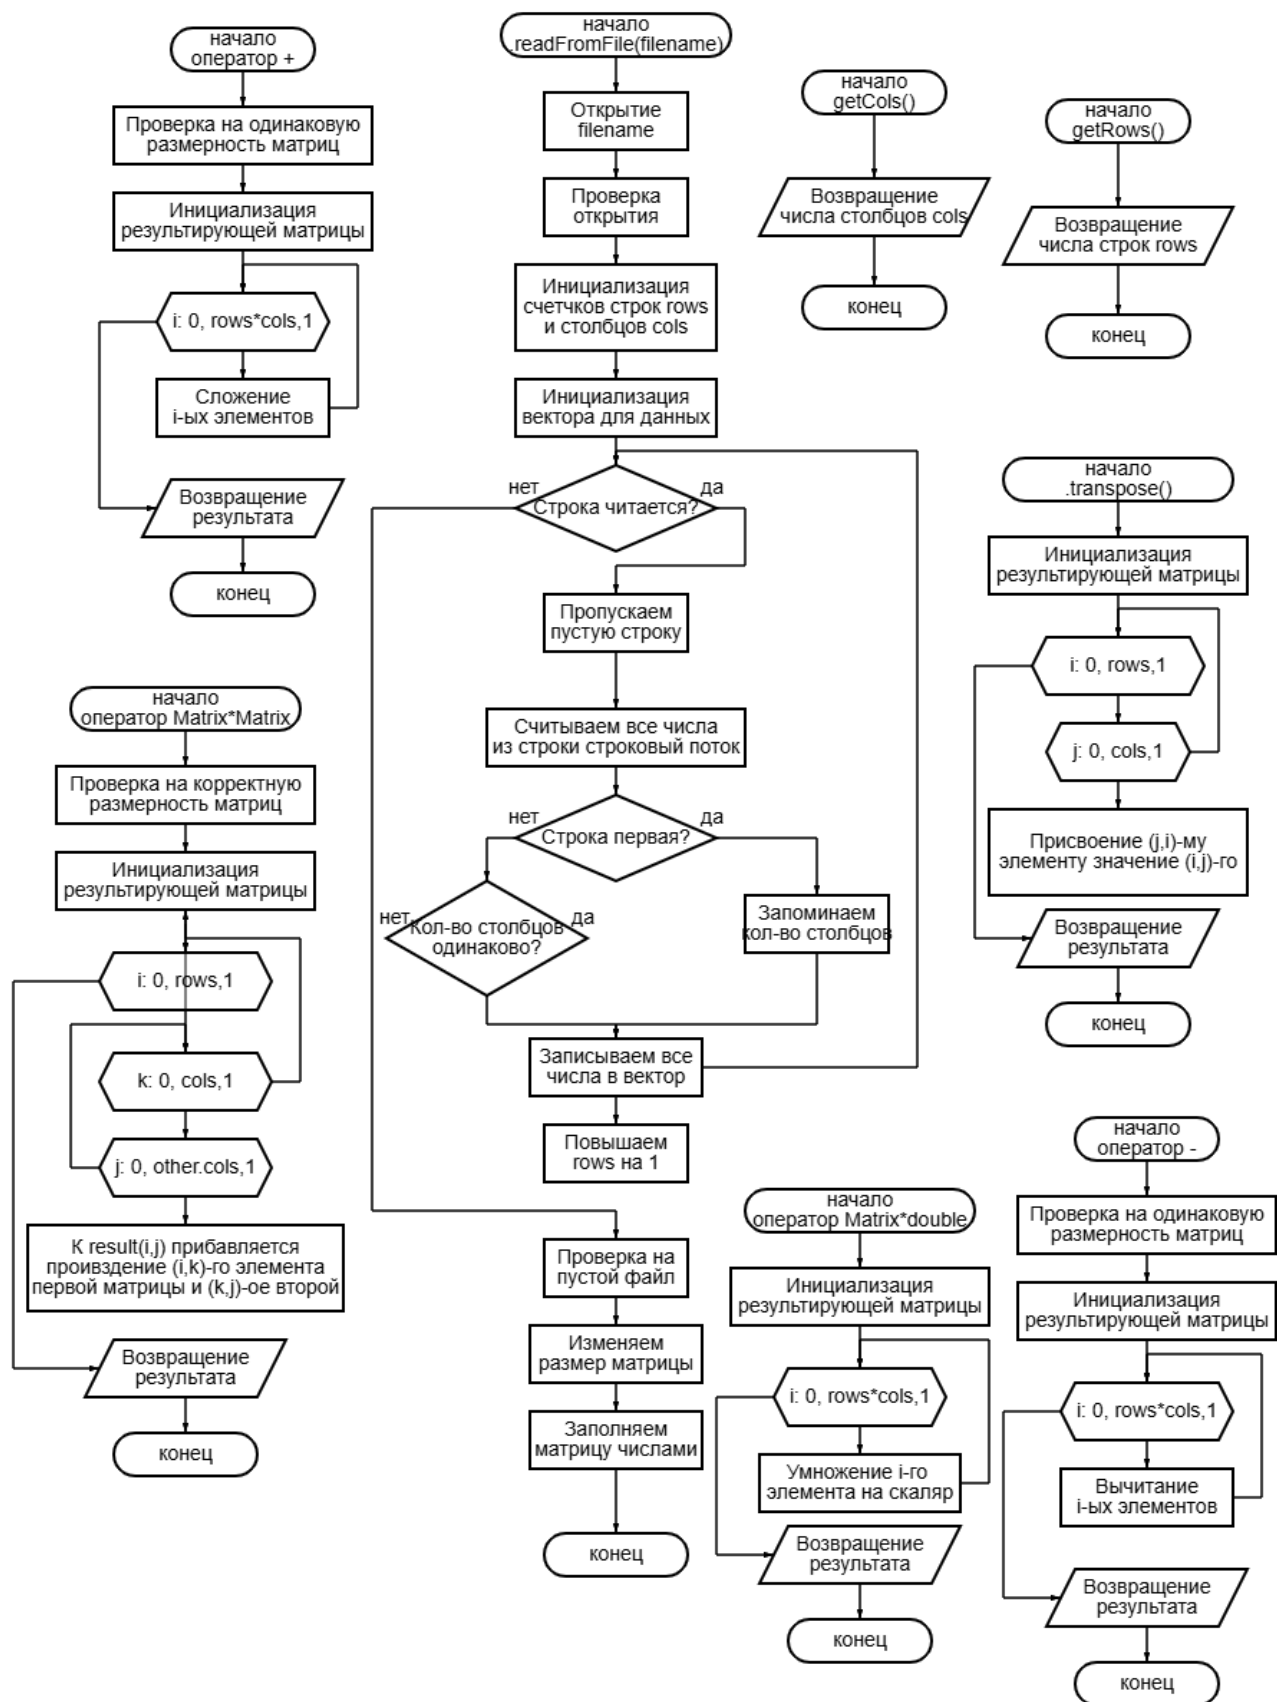 начало
оператор +
Проверка на одинаковую
размерность матриц
Инициализация
результирующей матрицы
i: 0, rows*cols,1
Сложение
i-ых элементов
Возвращение
результата
конец
начало
.readFromFile(filename)
Открытие
filename
Проверка
открытия
Инициализация
счетчков строк rows
и столбцов cols
Инициализация
вектора для данных
нет
да
Строка читается?
Пропускаем
пустую строку
Считываем все числа
из строки строковый поток
нет
да
Строка первая?
нет
да
Кол-во столбцов
одинаково?
Запоминаем
кол-во столбцов
Записываем все
числа в вектор
Повышаем
rows на 1
Проверка на
пустой файл
Изменяем
размер матрицы
Заполняем
матрицу числами
конец
начало
getCols()
Возвращение
числа столбцов cols
конец
начало
getRows()
Возвращение
числа строк rows
конец
начало
.transpose()
Инициализация
результирующей матрицы
i: 0, rows,1
j: 0, cols,1
Присвоение (j,i)-му
элементу значение (i,j)-го
Возвращение
результата
конец
начало
оператор Matrix*Matrix
Проверка на корректную
размерность матриц
Инициализация
результирующей матрицы
i: 0, rows,1
k: 0, cols,1
j: 0, other.cols,1
К result(i,j) прибавляется
проивздение (i,k)-го элемента
первой матрицы и (k,j)-ое второй
Возвращение
результата
конец
начало
оператор Matrix*double
Инициализация
результирующей матрицы
i: 0, rows*cols,1
Умножение i-го
элемента на скаляр
Возвращение
результата
конец
начало
оператор -
Проверка на одинаковую
размерность матриц
Инициализация
результирующей матрицы
i: 0, rows*cols,1
Вычитание
i-ых элементов
Возвращение
результата
конец